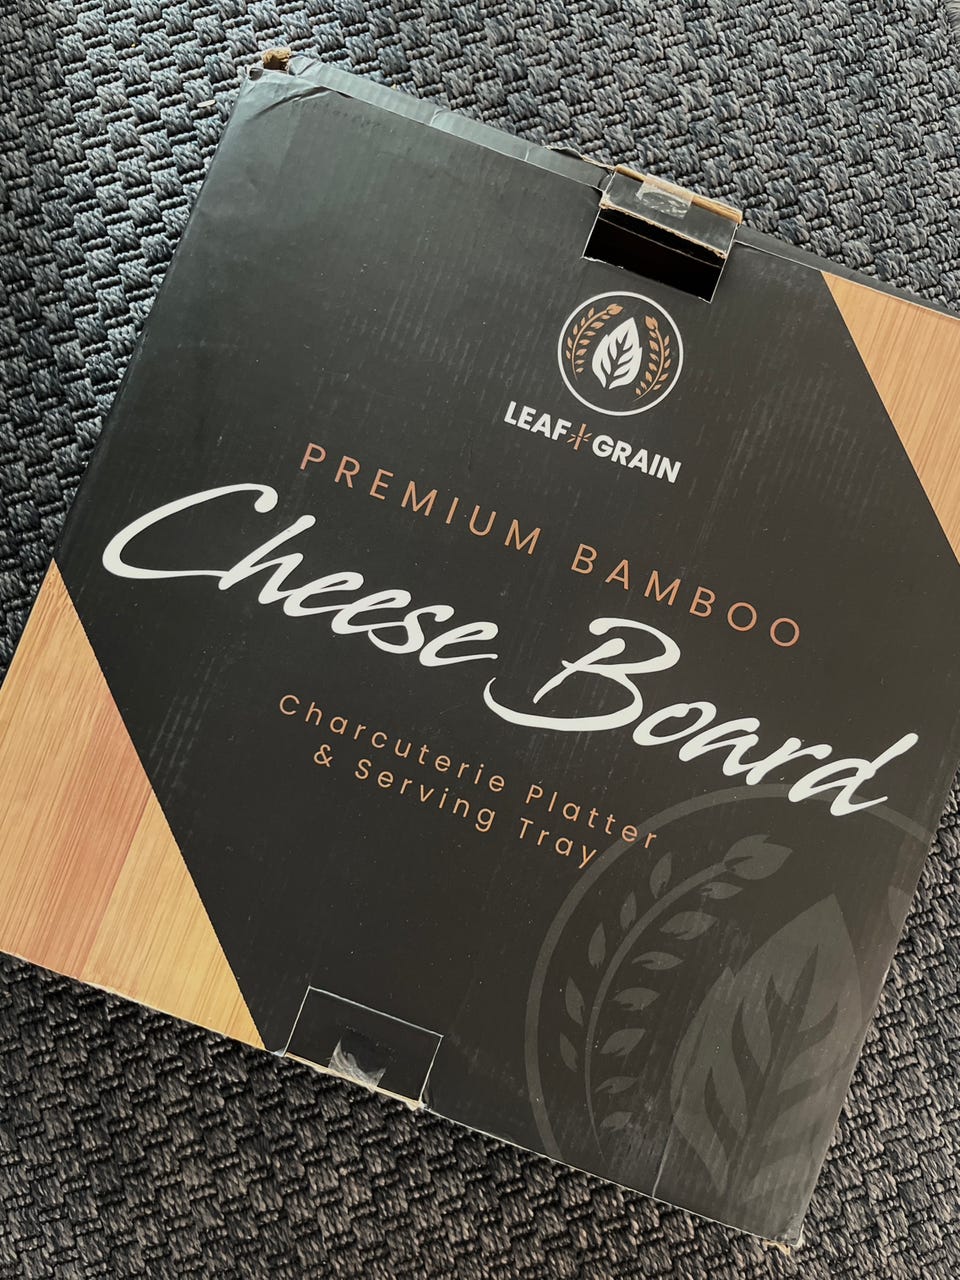 LEAF + GRAIN
PREMIUM BAMBOO
Cheese Board
Charcuterie Platter
& Serving Tray